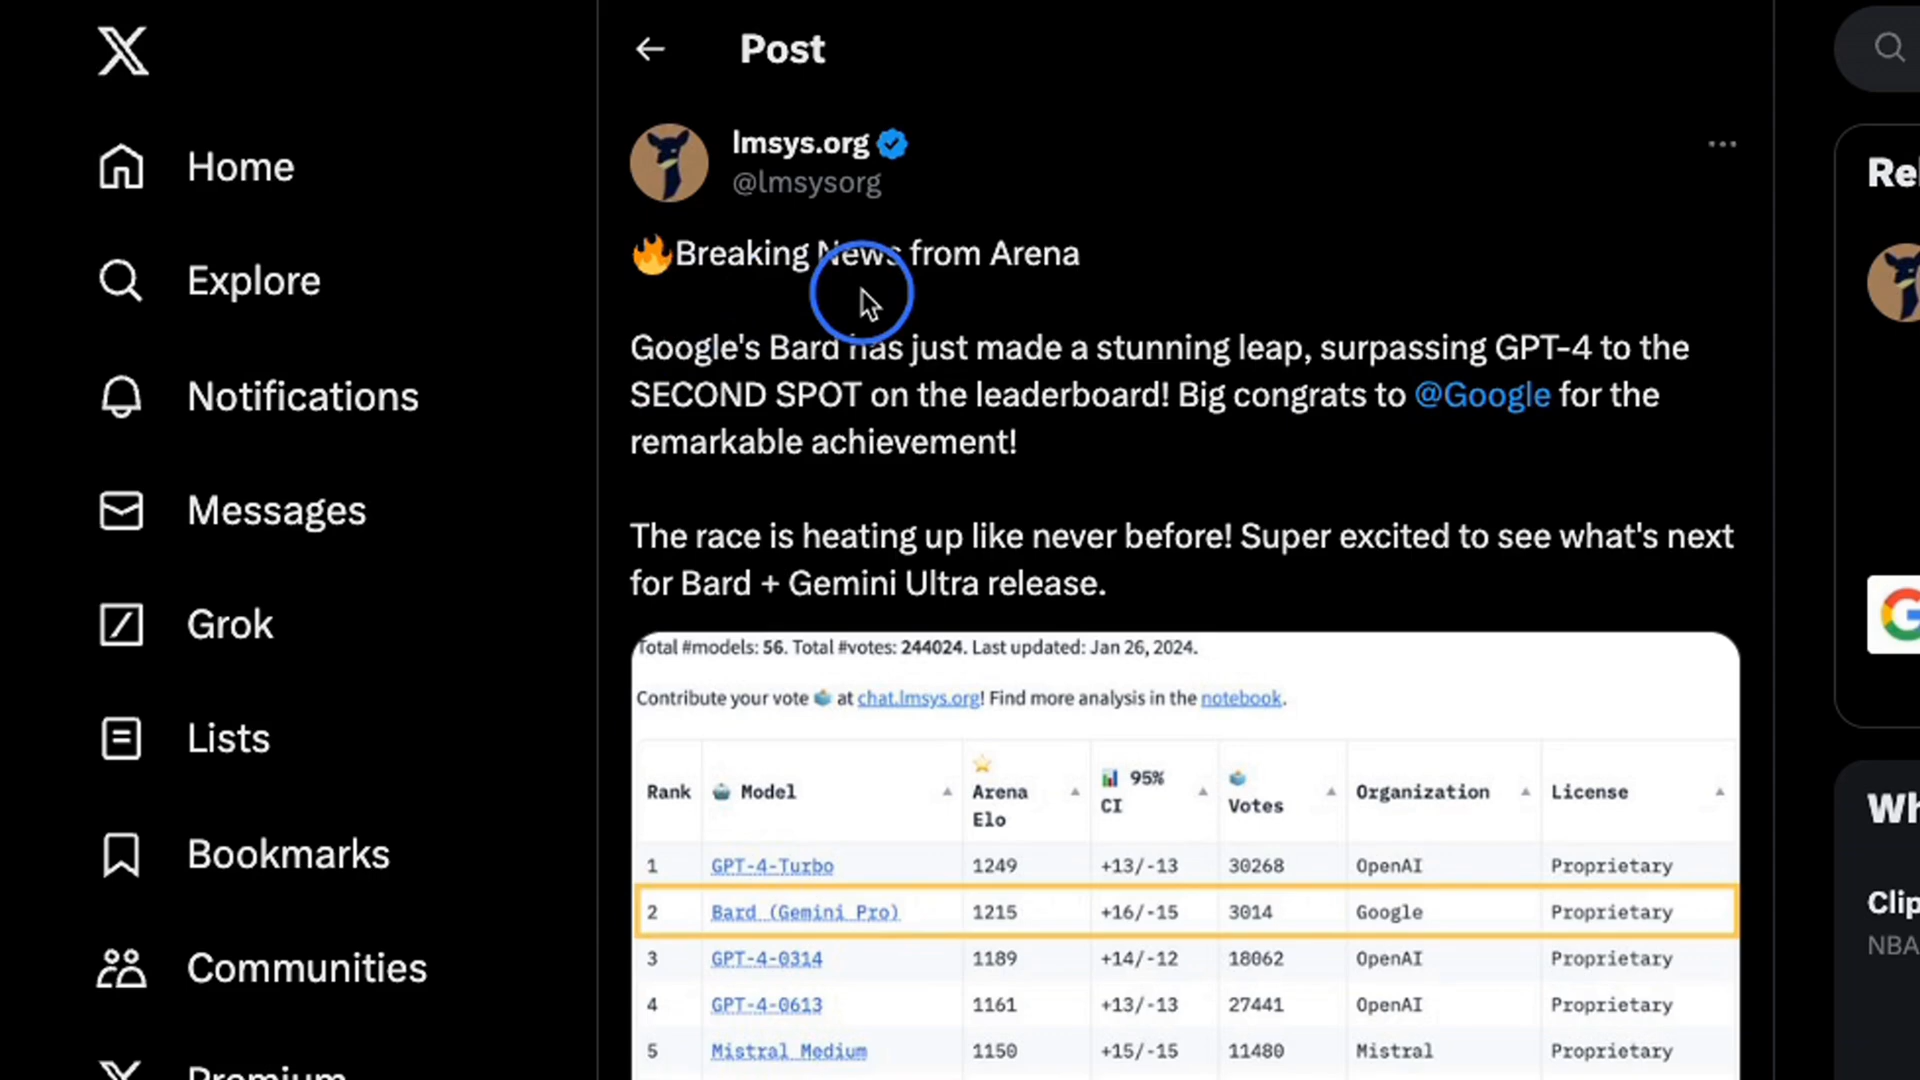 Post
Home
Explore
Notifications
Messages
Grok
Lists
Bookmarks
Communities
Premium
lmsys.org
@lmsysorg
🔥Breaking News from Arena
Google's Bard has just made a stunning leap, surpassing GPT-4 to the
SECOND SPOT on the leaderboard! Big congrats to @Google for the
remarkable achievement!
The race is heating up like never before! Super excited to see what's next
for Bard + Gemini Ultra release.
Total #models: 56. Total #votes: 244024. Last updated: Jan 26, 2024.
Contribute your vote 🗳️ at chat.lmsys.org! Find more analysis in the notebook.
Rank 🤖 Model ⭐ Arena Elo 📊 95% CI 🗳️ Votes Organization License
1 GPT-4-Turbo 1249 +13/-13 30268 OpenAI Proprietary
2 Bard (Gemini Pro) 1215 +16/-15 3014 Google Proprietary
3 GPT-4-0314 1189 +14/-12 18062 OpenAI Proprietary
4 GPT-4-0613 1161 +13/-13 27441 OpenAI Proprietary
5 Mistral Medium 1150 +15/-15 11480 Mistral Proprietary
Rel
Wh
Clip
NBA